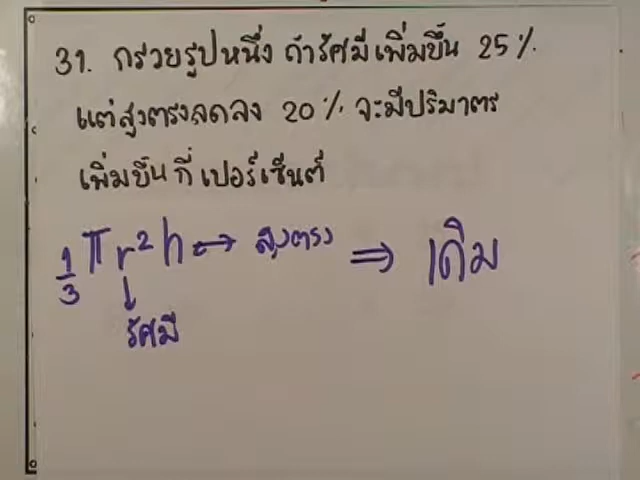 31. กรวยรูปหนึ่ง ถ้ารัศมีเพิ่มขึ้น 25%
แต่สูงตรงลดลง 20% จะมีปริมาตร
เพิ่มขึ้นกี่เปอร์เซ็นต์
1/3 πr²h ↔ สูงตรง ⇒ เดิม
↓
รัศมี